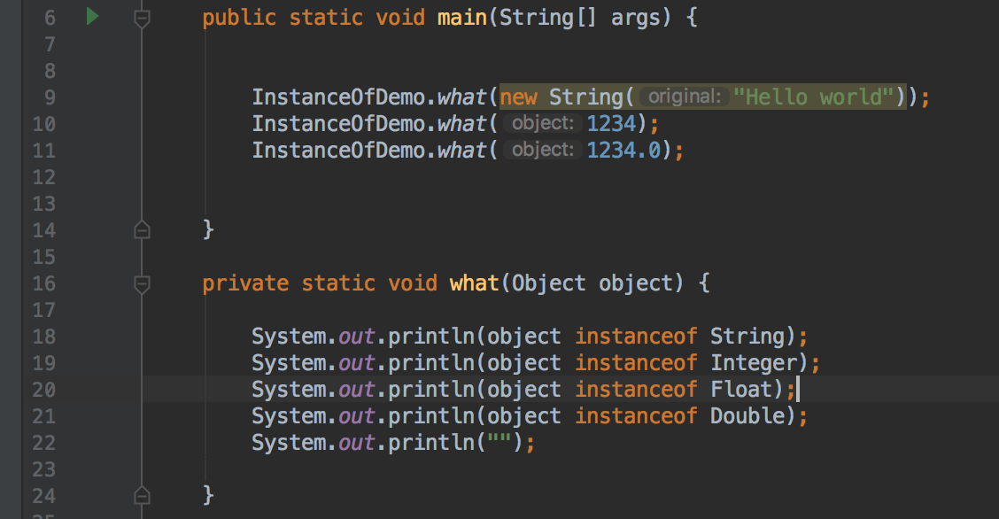 6 public static void main(String[] args) {
7
8
9 InstanceOfDemo.what(new String( original: "Hello world"));
10 InstanceOfDemo.what( object: 1234);
11 InstanceOfDemo.what( object: 1234.0);
12
13
14 }
15
16 private static void what(Object object) {
17
18 System.out.println(object instanceof String);
19 System.out.println(object instanceof Integer);
20 System.out.println(object instanceof Float);
21 System.out.println(object instanceof Double);
22 System.out.println("");
23
24 }